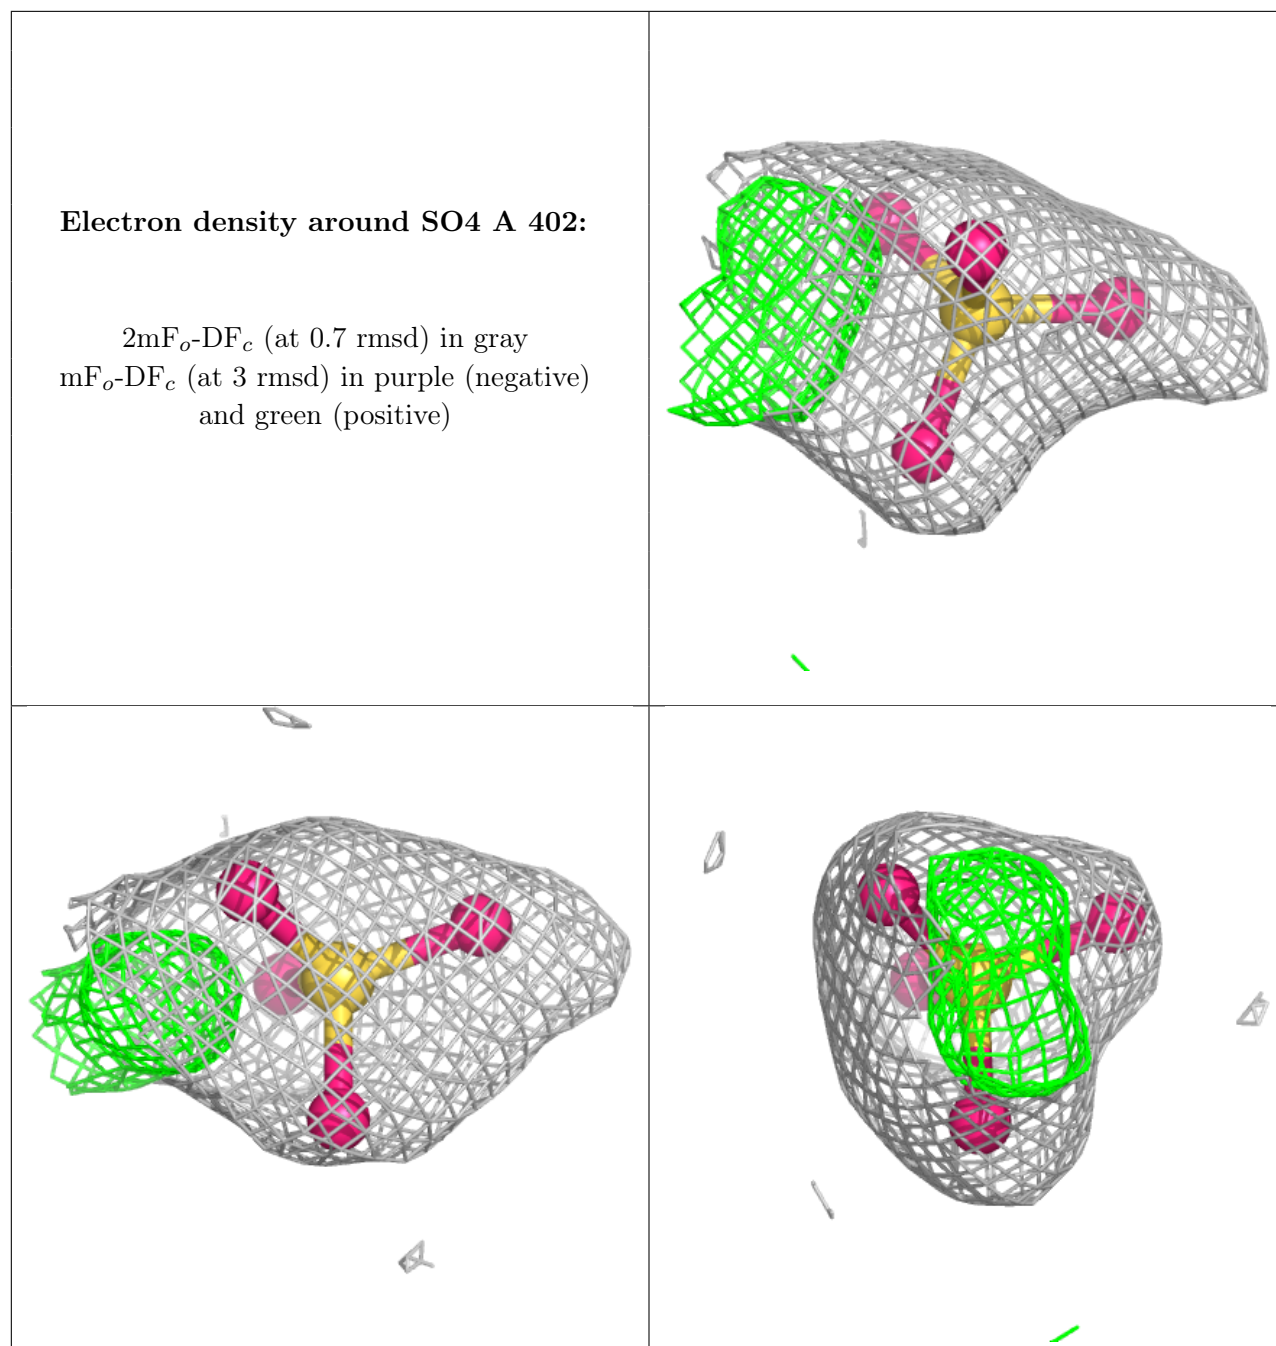 Electron density around SO4 A 402:
2mFₒ-DF𝒸 (at 0.7 rmsd) in gray
mFₒ-DF𝒸 (at 3 rmsd) in purple (negative)
and green (positive)